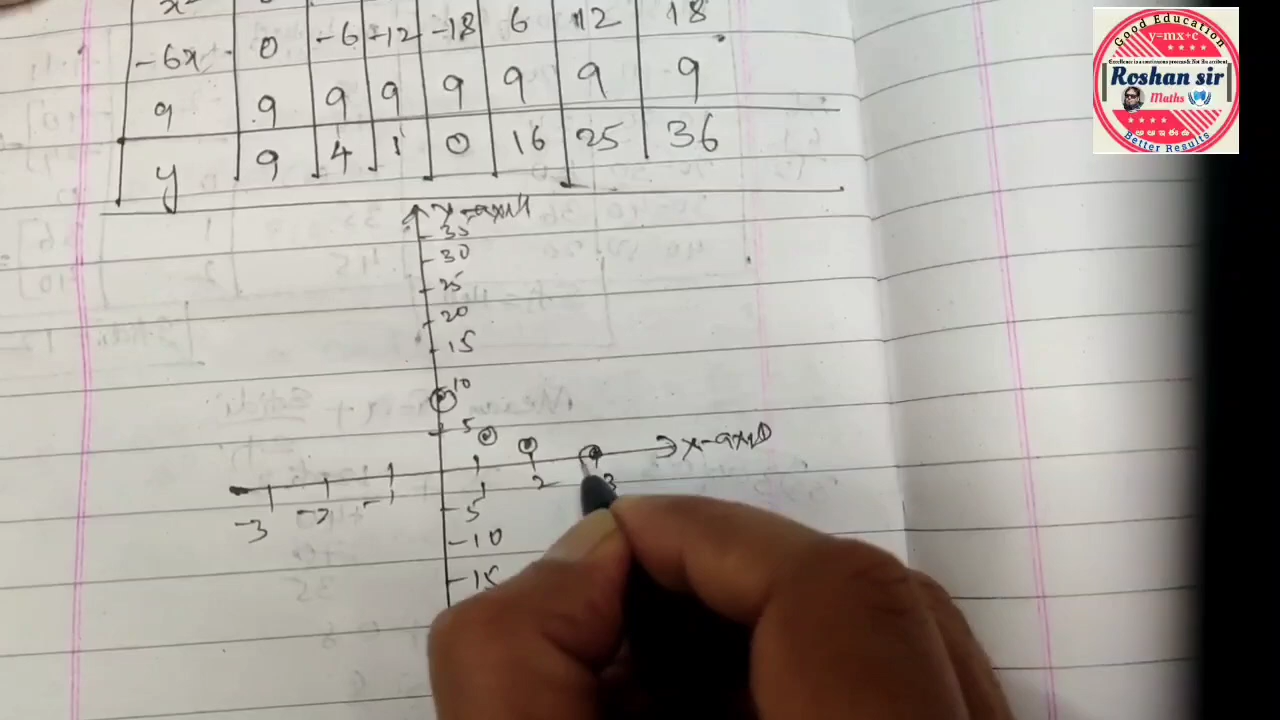 x²
-6x 0 -6 -12 -18 6 12 18
9 9 9 9 9 9 9 9
y 9 4 1 0 16 25 36
y-axis
35
30
25
20
15
10
5
x-axis
-3 -2 -1 1 2 3
-5
-10
-15
Good Education
y=mx+c
Roshan sir
Maths
Better Results